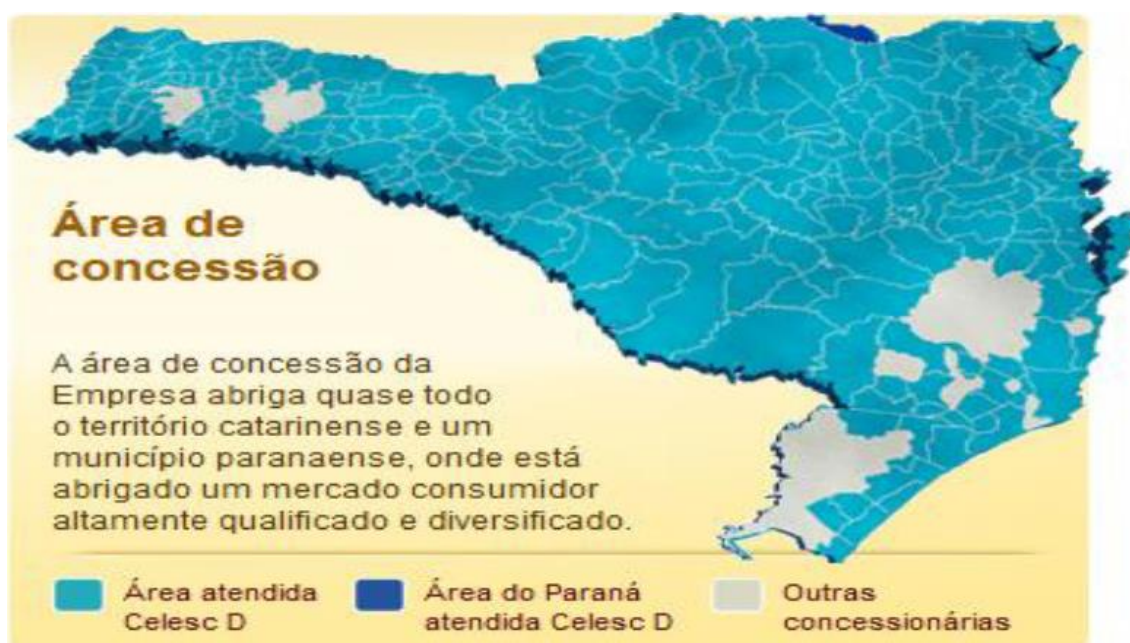 Área de
concessão
A área de concessão da
Empresa abriga quase todo
o território catarinense e um
município paranaense, onde está
abrigado um mercado consumidor
altamente qualificado e diversificado.
Área atendida
Celesc D
Área do Paraná
atendida Celesc D
Outras
concessionárias